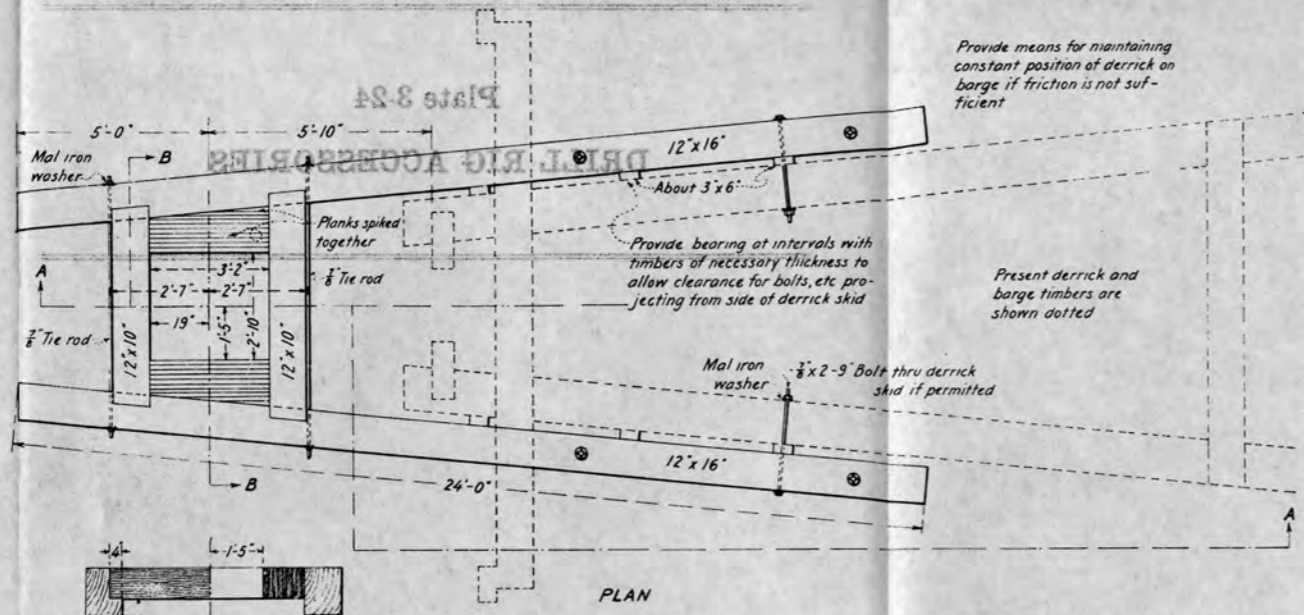 Plate 3-24
DRILL RIG ACCESSORIES
Provide means for maintaining
constant position of derrick on
barge if friction is not suf-
ficient
5'-0"
5'-10"
B
Mal iron
washer
12"x16"
About 3"x6"
Planks spiked
together
Provide bearing at intervals with
timbers of necessary thickness to
allow clearance for bolts, etc pro-
jecting from side of derrick skid
Present derrick and
barge timbers are
shown dotted
A
3'-2"
2'-7"
2'-7"
7/8" Tie rod
7/8" Tie rod
12"x10"
19"
1'-5"
2'-10"
12"x10"
Mal iron
washer
7/8"x2'-9" Bolt thru derrick
skid if permitted
12"x16"
B
24'-0"
A
4"
1'-5"
PLAN